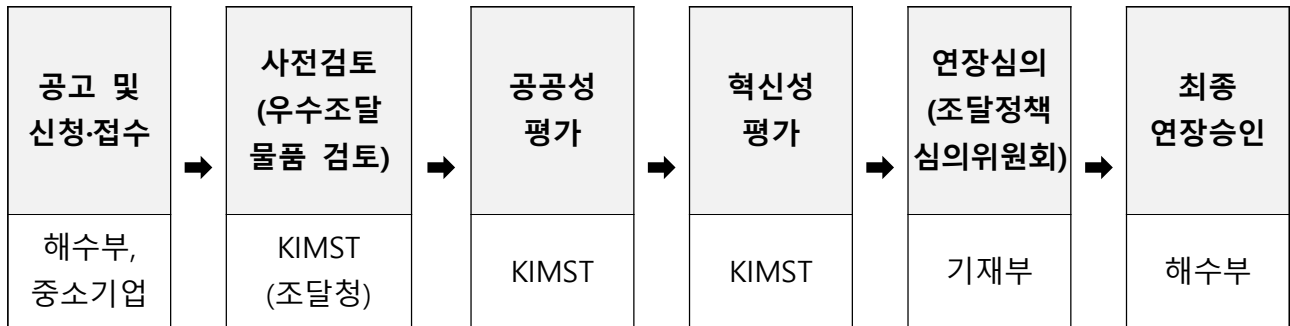 공고 및
신청·접수
사전검토
(우수조달
물품 검토)
공공성
평가
혁신성
평가
연장심의
(조달정책
심의위원회)
최종
연장승인
➡
➡
➡
➡
➡
해수부,
중소기업
KIMST
(조달청)
KIMST
KIMST
기재부
해수부